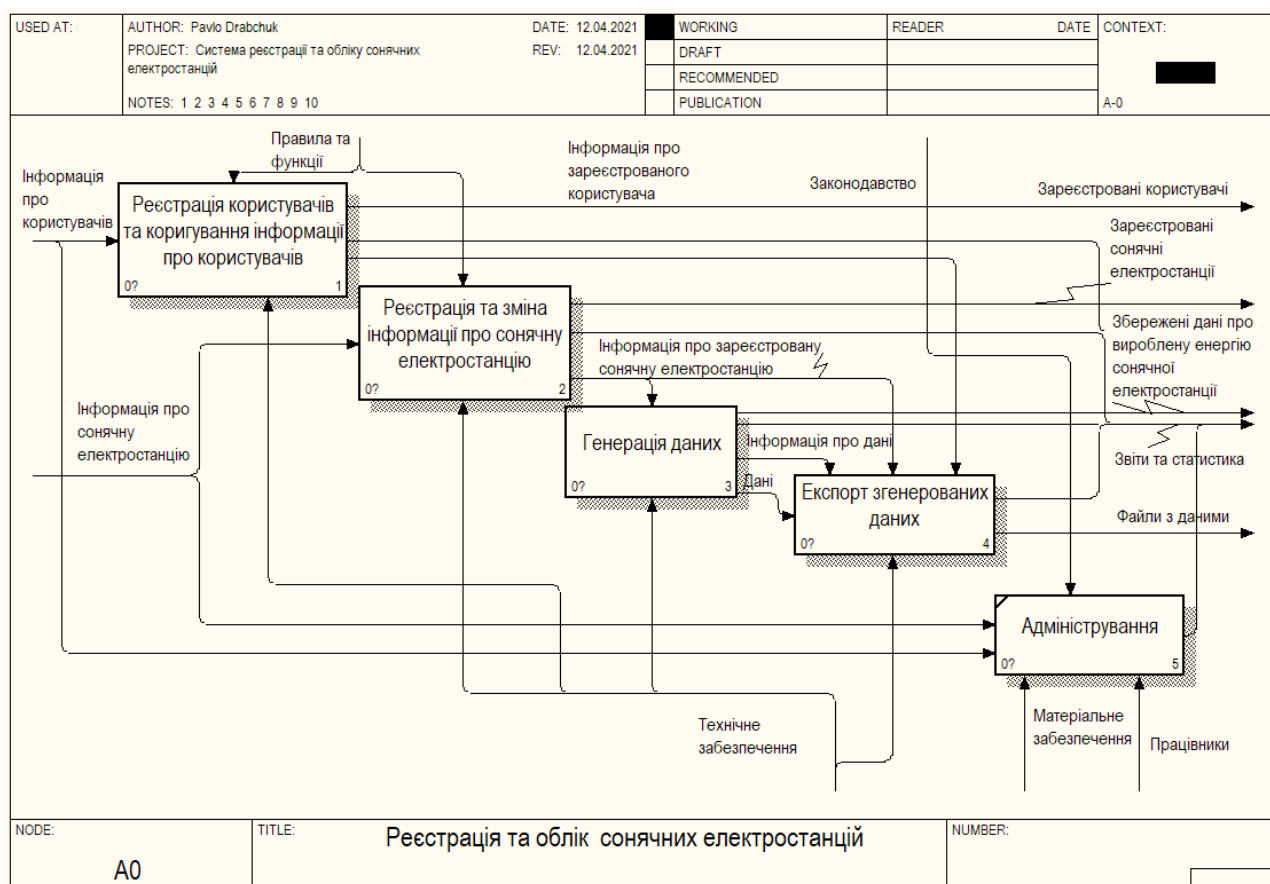 USED AT:
AUTHOR: Pavlo Drabchuk
DATE: 12.04.2021
PROJECT: Система реєстрації та обліку сонячних
електростанцій
REV: 12.04.2021
NOTES: 1 2 3 4 5 6 7 8 9 10
WORKING
DRAFT
RECOMMENDED
PUBLICATION
READER
DATE
CONTEXT:
A-0
Правила та
функції
Інформація про
зареєстрованого
користувача
Інформація
про
користувачів
Законодавство
Зареєстровані користувачі
Реєстрація користувачів
та коригування інформації
про користувачів
0?
1
Зареєстровані
сонячні
електростанції
Реєстрація та зміна
інформації про сонячну
електростанцію
0?
2
Збережені дані про
вироблену енергію
сонячної
електростанції
Інформація про зареєстровану
сонячну електростанцію
Інформація про
сонячну
електростанцію
Генерація даних
0?
3
Інформація про дані
Звіти та статистика
Дані
Експорт згенерованих
даних
0?
4
Файли з даними
Адміністрування
0?
5
Технічне
забезпечення
Матеріальне
забезпечення
Працівники
NODE:
A0
TITLE:
Реєстрація та облік сонячних електростанцій
NUMBER: